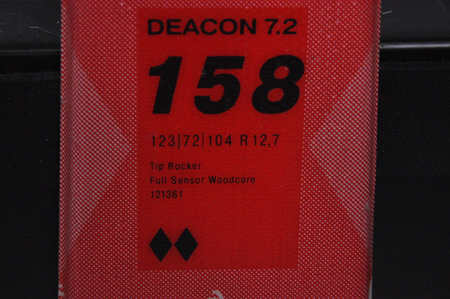 DEACON 7.2
158
123|72|104 R12,7
Tip Rocker
Full Sensor Woodcore
121361